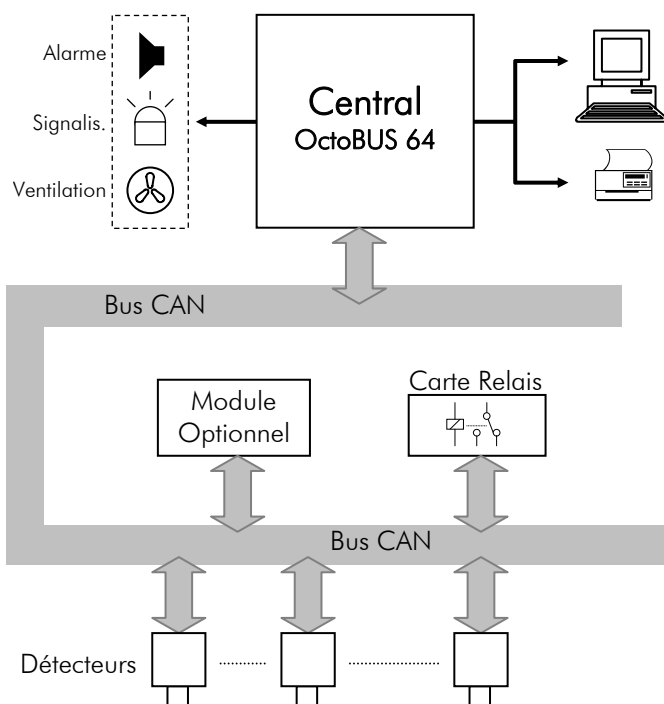 Alarme
Signalis.
Ventilation
Central
OctoBUS 64
Bus CAN
Module
Optionnel
Carte Relais
Bus CAN
Détecteurs